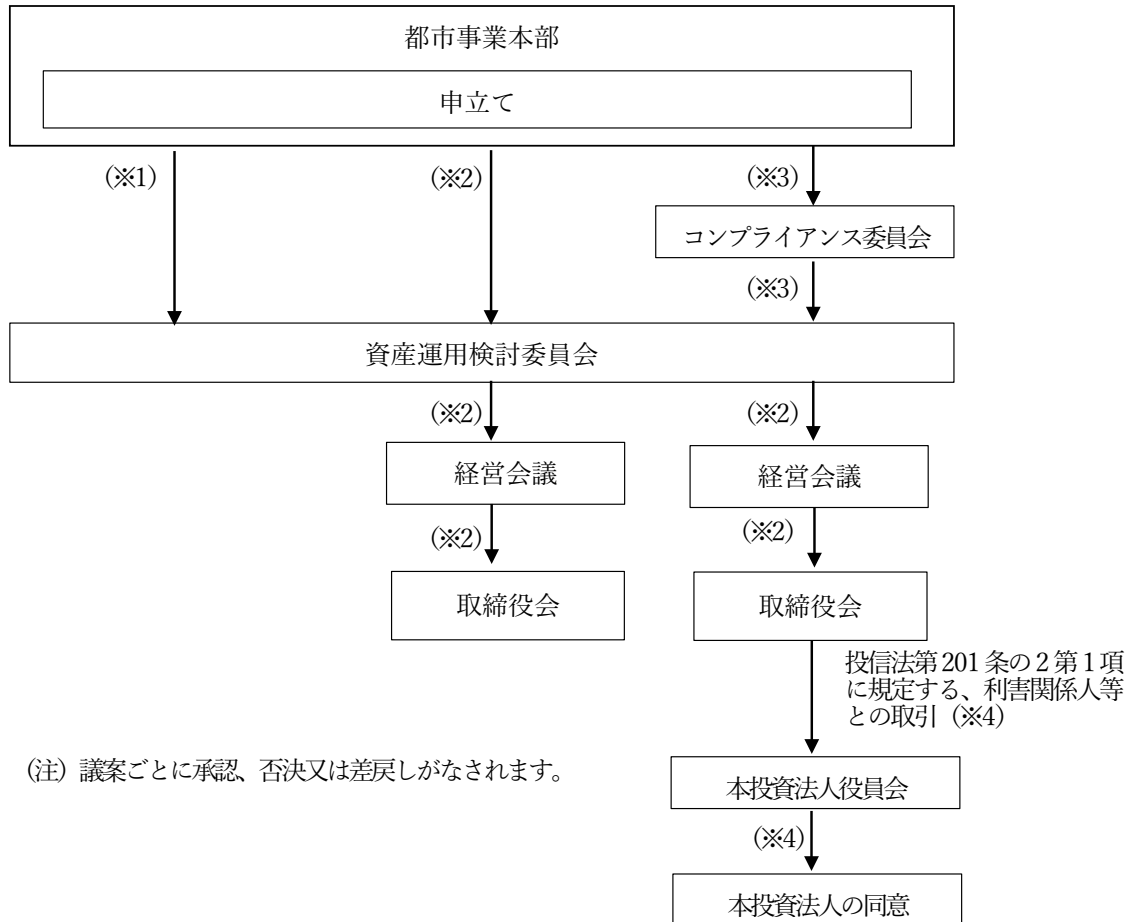 都市事業本部
申立て
(※1)
(※2)
(※3)
コンプライアンス委員会
(※3)
資産運用検討委員会
(※2)
(※2)
経営会議
経営会議
(※2)
(※2)
取締役会
取締役会
投信法第201条の2第1項
に規定する、利害関係人等
との取引（※4）
(注) 議案ごとに承認、否決又は差戻しがなされます。
本投資法人役員会
(※4)
本投資法人の同意